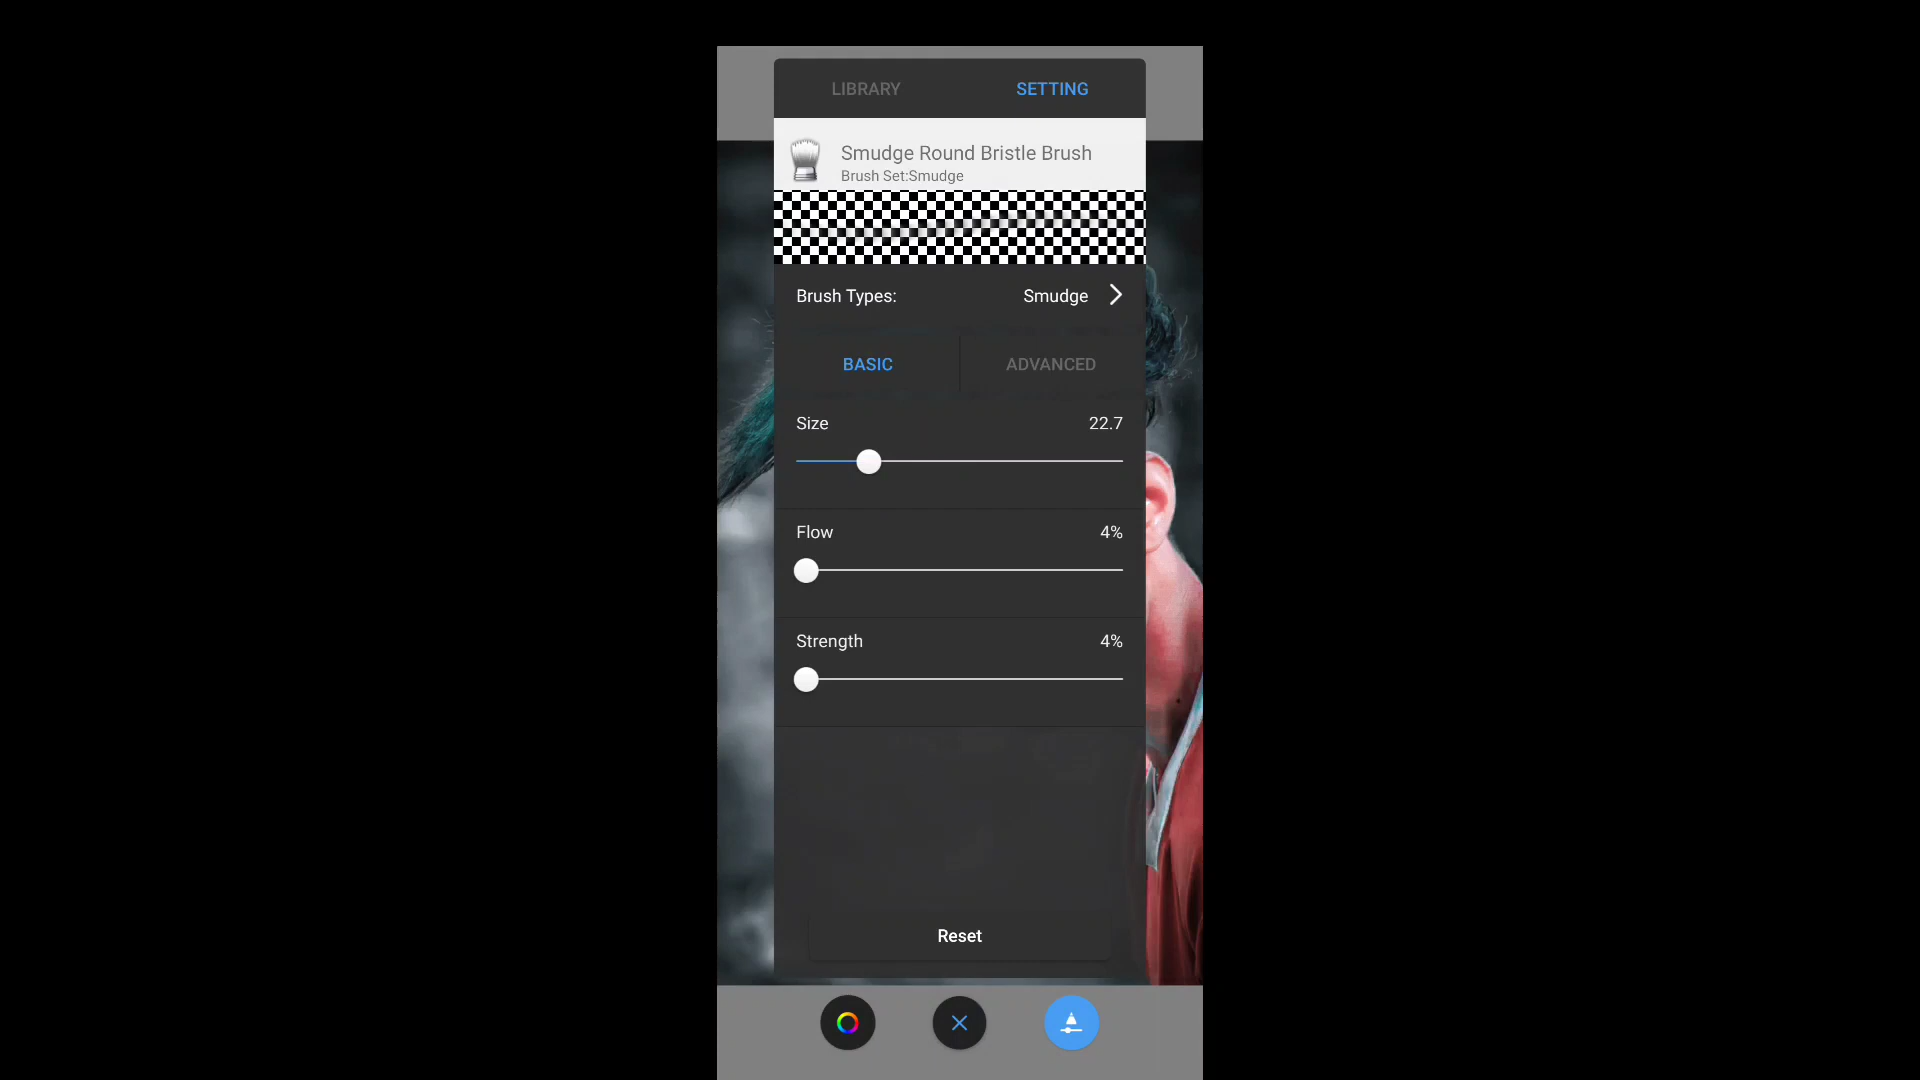 LIBRARY
SETTING
Smudge Round Bristle Brush
Brush Set:Smudge
Brush Types:
Smudge
BASIC
ADVANCED
Size
22.7
Flow
4%
Strength
4%
Reset